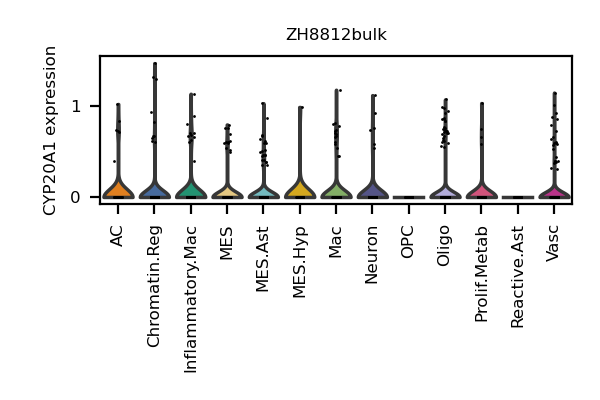 ZH8812bulk
CYP20A1 expression
1
0
AC
Chromatin.Reg
Inflammatory.Mac
MES
MES.Ast
MES.Hyp
Mac
Neuron
OPC
Oligo
Prolif.Metab
Reactive.Ast
Vasc